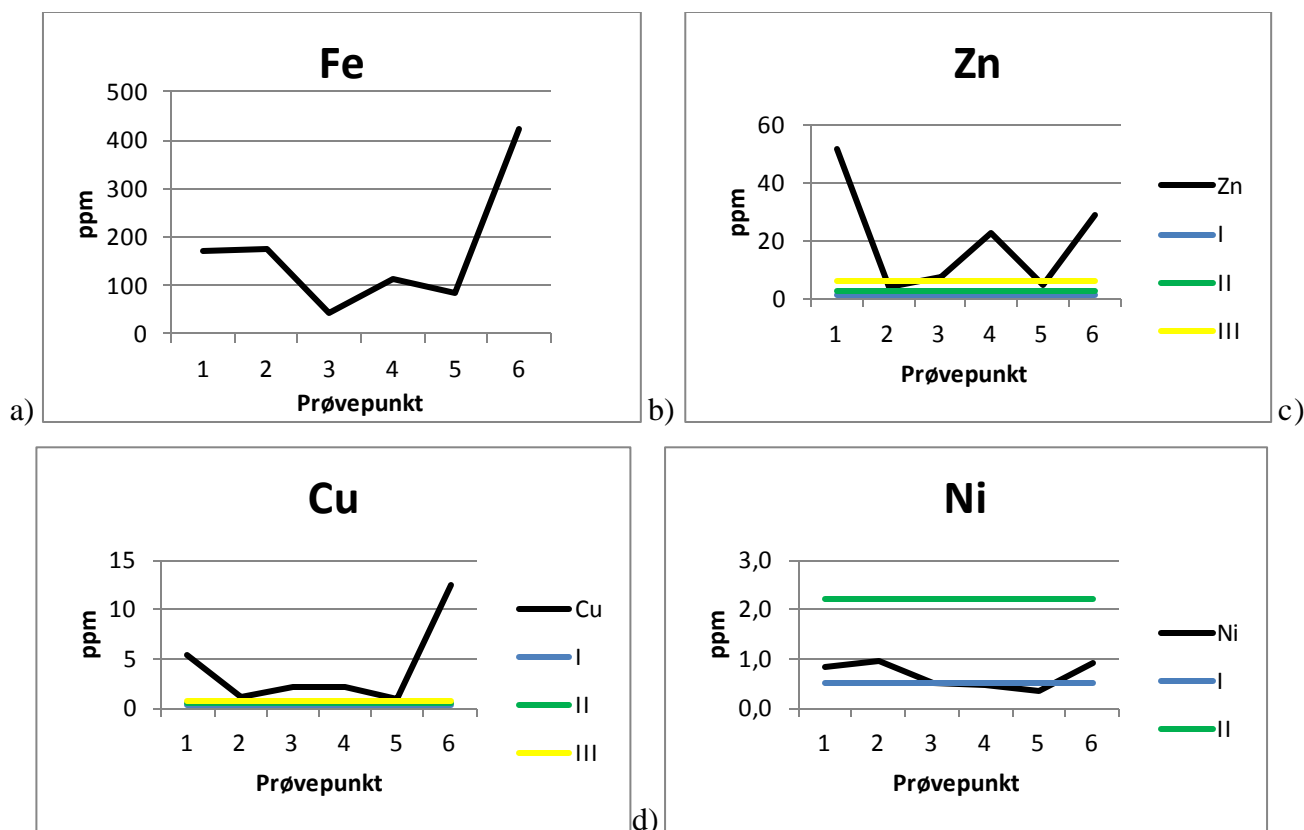 Fe
500
400
300
200
100
0
ppm
1 2 3 4 5 6
Prøvepunkt
a)
Zn
60
40
20
0
ppm
1 2 3 4 5 6
Prøvepunkt
Zn
I
II
III
b)
c)
Cu
15
10
5
0
ppm
1 2 3 4 5 6
Prøvepunkt
Cu
I
II
III
Ni
3,0
2,0
1,0
0,0
ppm
1 2 3 4 5 6
Prøvepunkt
Ni
I
II
d)